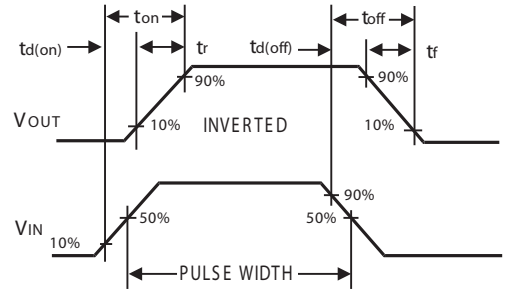 ton toff
td(on) tr td(off) tf
90% 90%
VOUT 10% INVERTED 10%
90%
50% 50%
VIN
10%
PULSE WIDTH